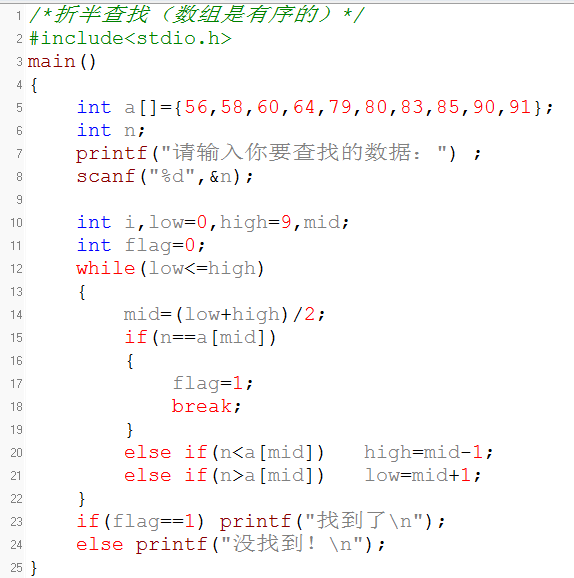 1 /*折半查找（数组是有序的）*/
2 #include<stdio.h>
3 main()
4 {
5     int a[]={56,58,60,64,79,80,83,85,90,91};
6     int n;
7     printf("请输入你要查找的数据：") ;
8     scanf("%d",&n);
9
10     int i,low=0,high=9,mid;
11     int flag=0;
12     while(low<=high)
13     {
14         mid=(low+high)/2;
15         if(n==a[mid])
16         {
17             flag=1;
18             break;
19         }
20         else if(n<a[mid])   high=mid-1;
21         else if(n>a[mid])   low=mid+1;
22     }
23     if(flag==1) printf("找到了\n");
24     else printf("没找到！\n");
25 }